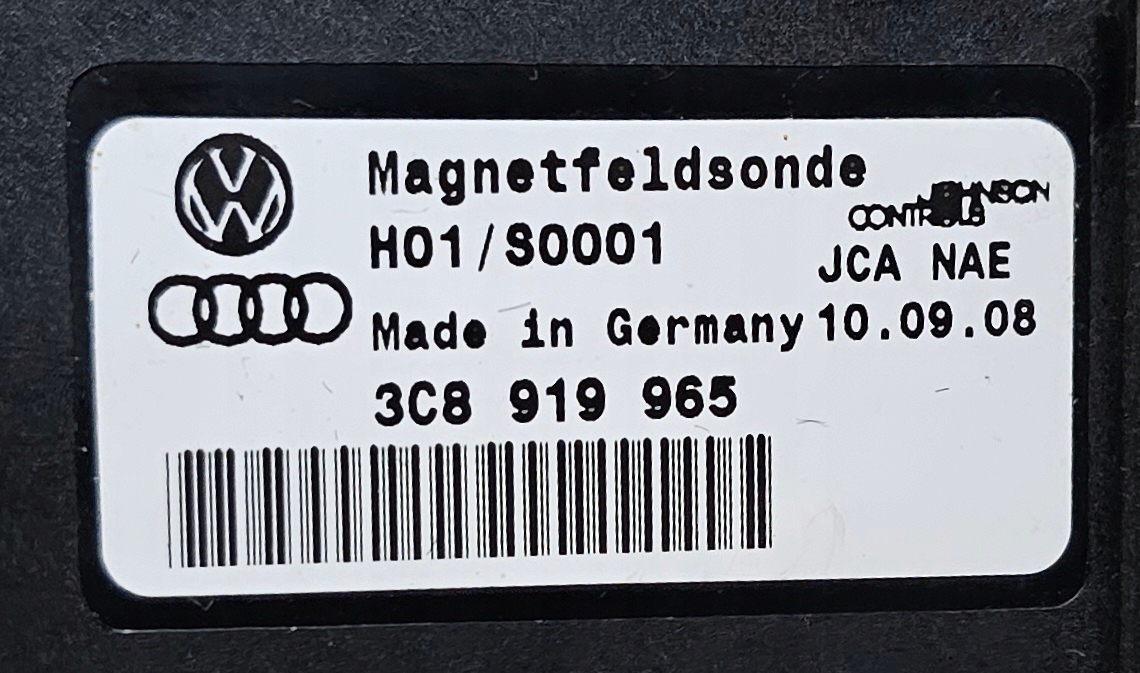 Magnetfeldsonde
JOHNSON
CONTROLS
H01/S0001
JCA NAE
Made in Germany 10.09.08
3C8 919 965